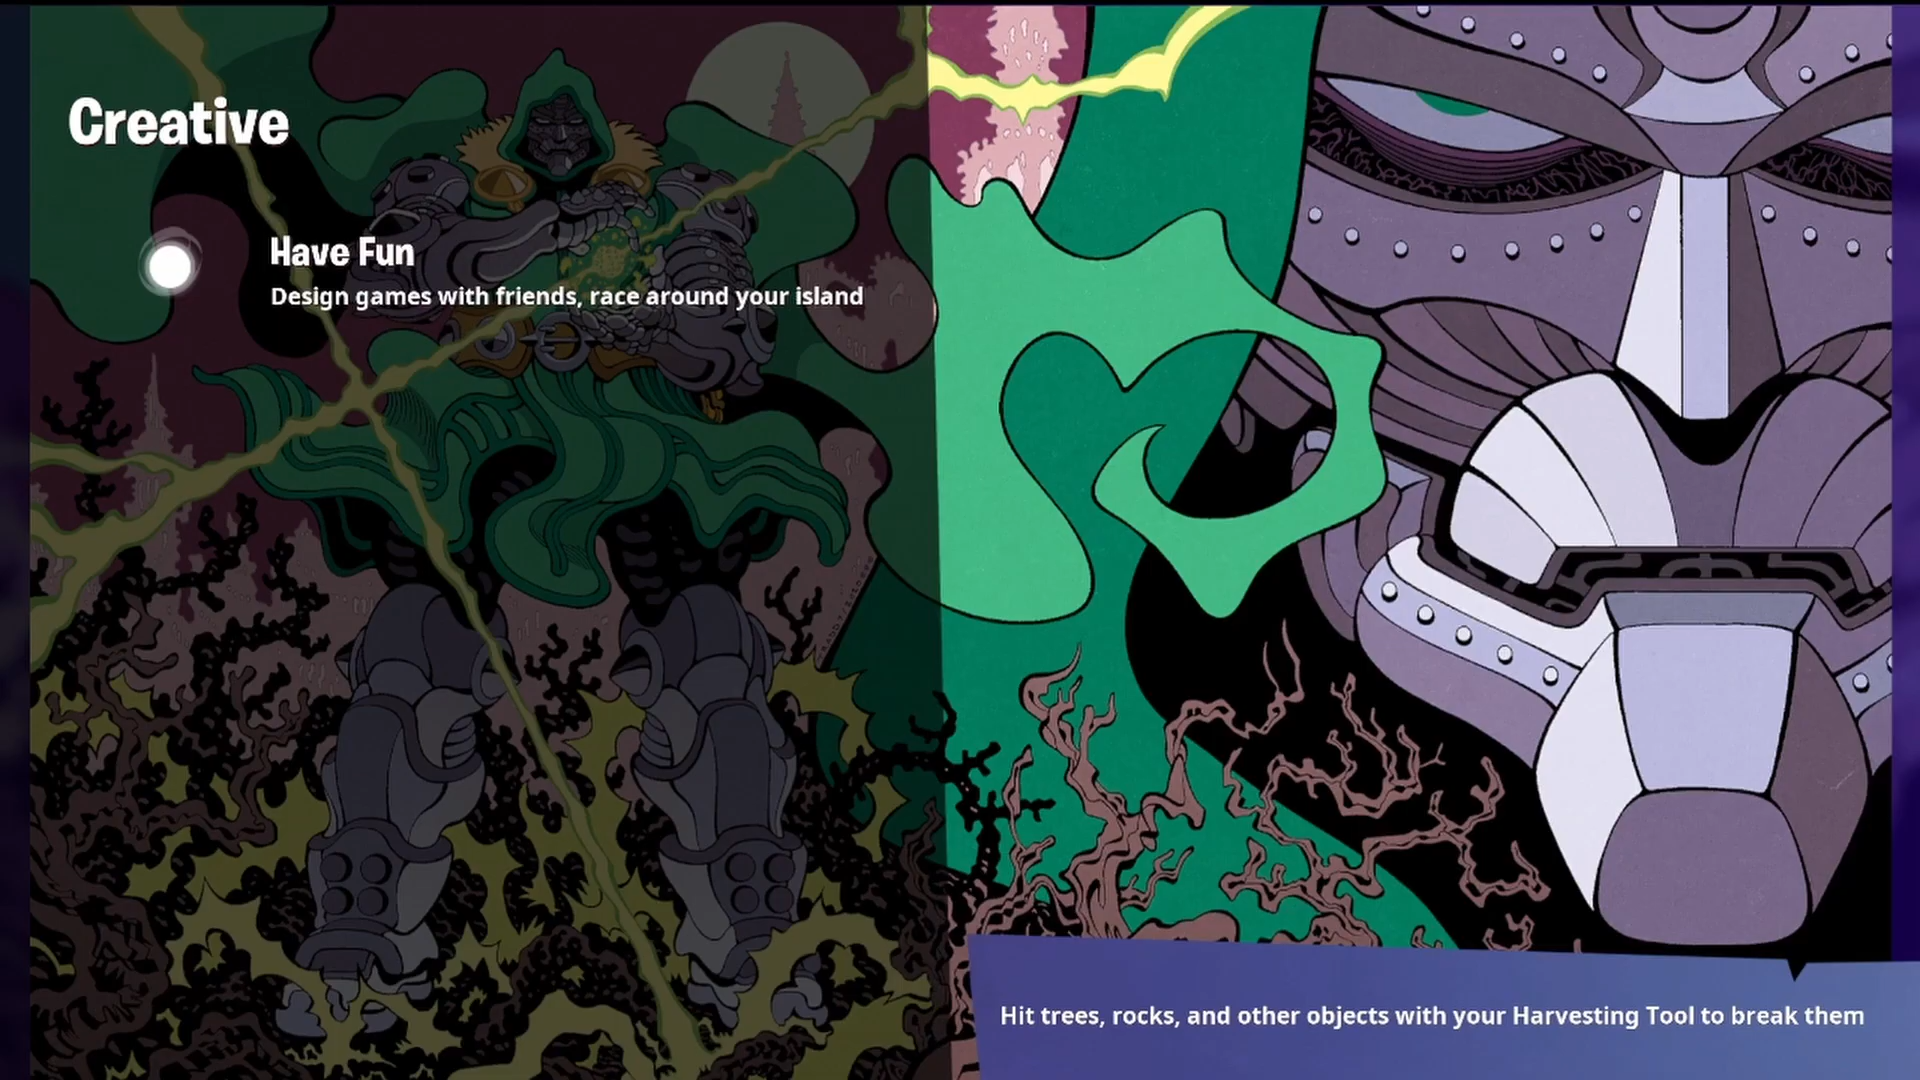 Creative
Have Fun
Design games with friends, race around your island
Hit trees, rocks, and other objects with your Harvesting Tool to break them